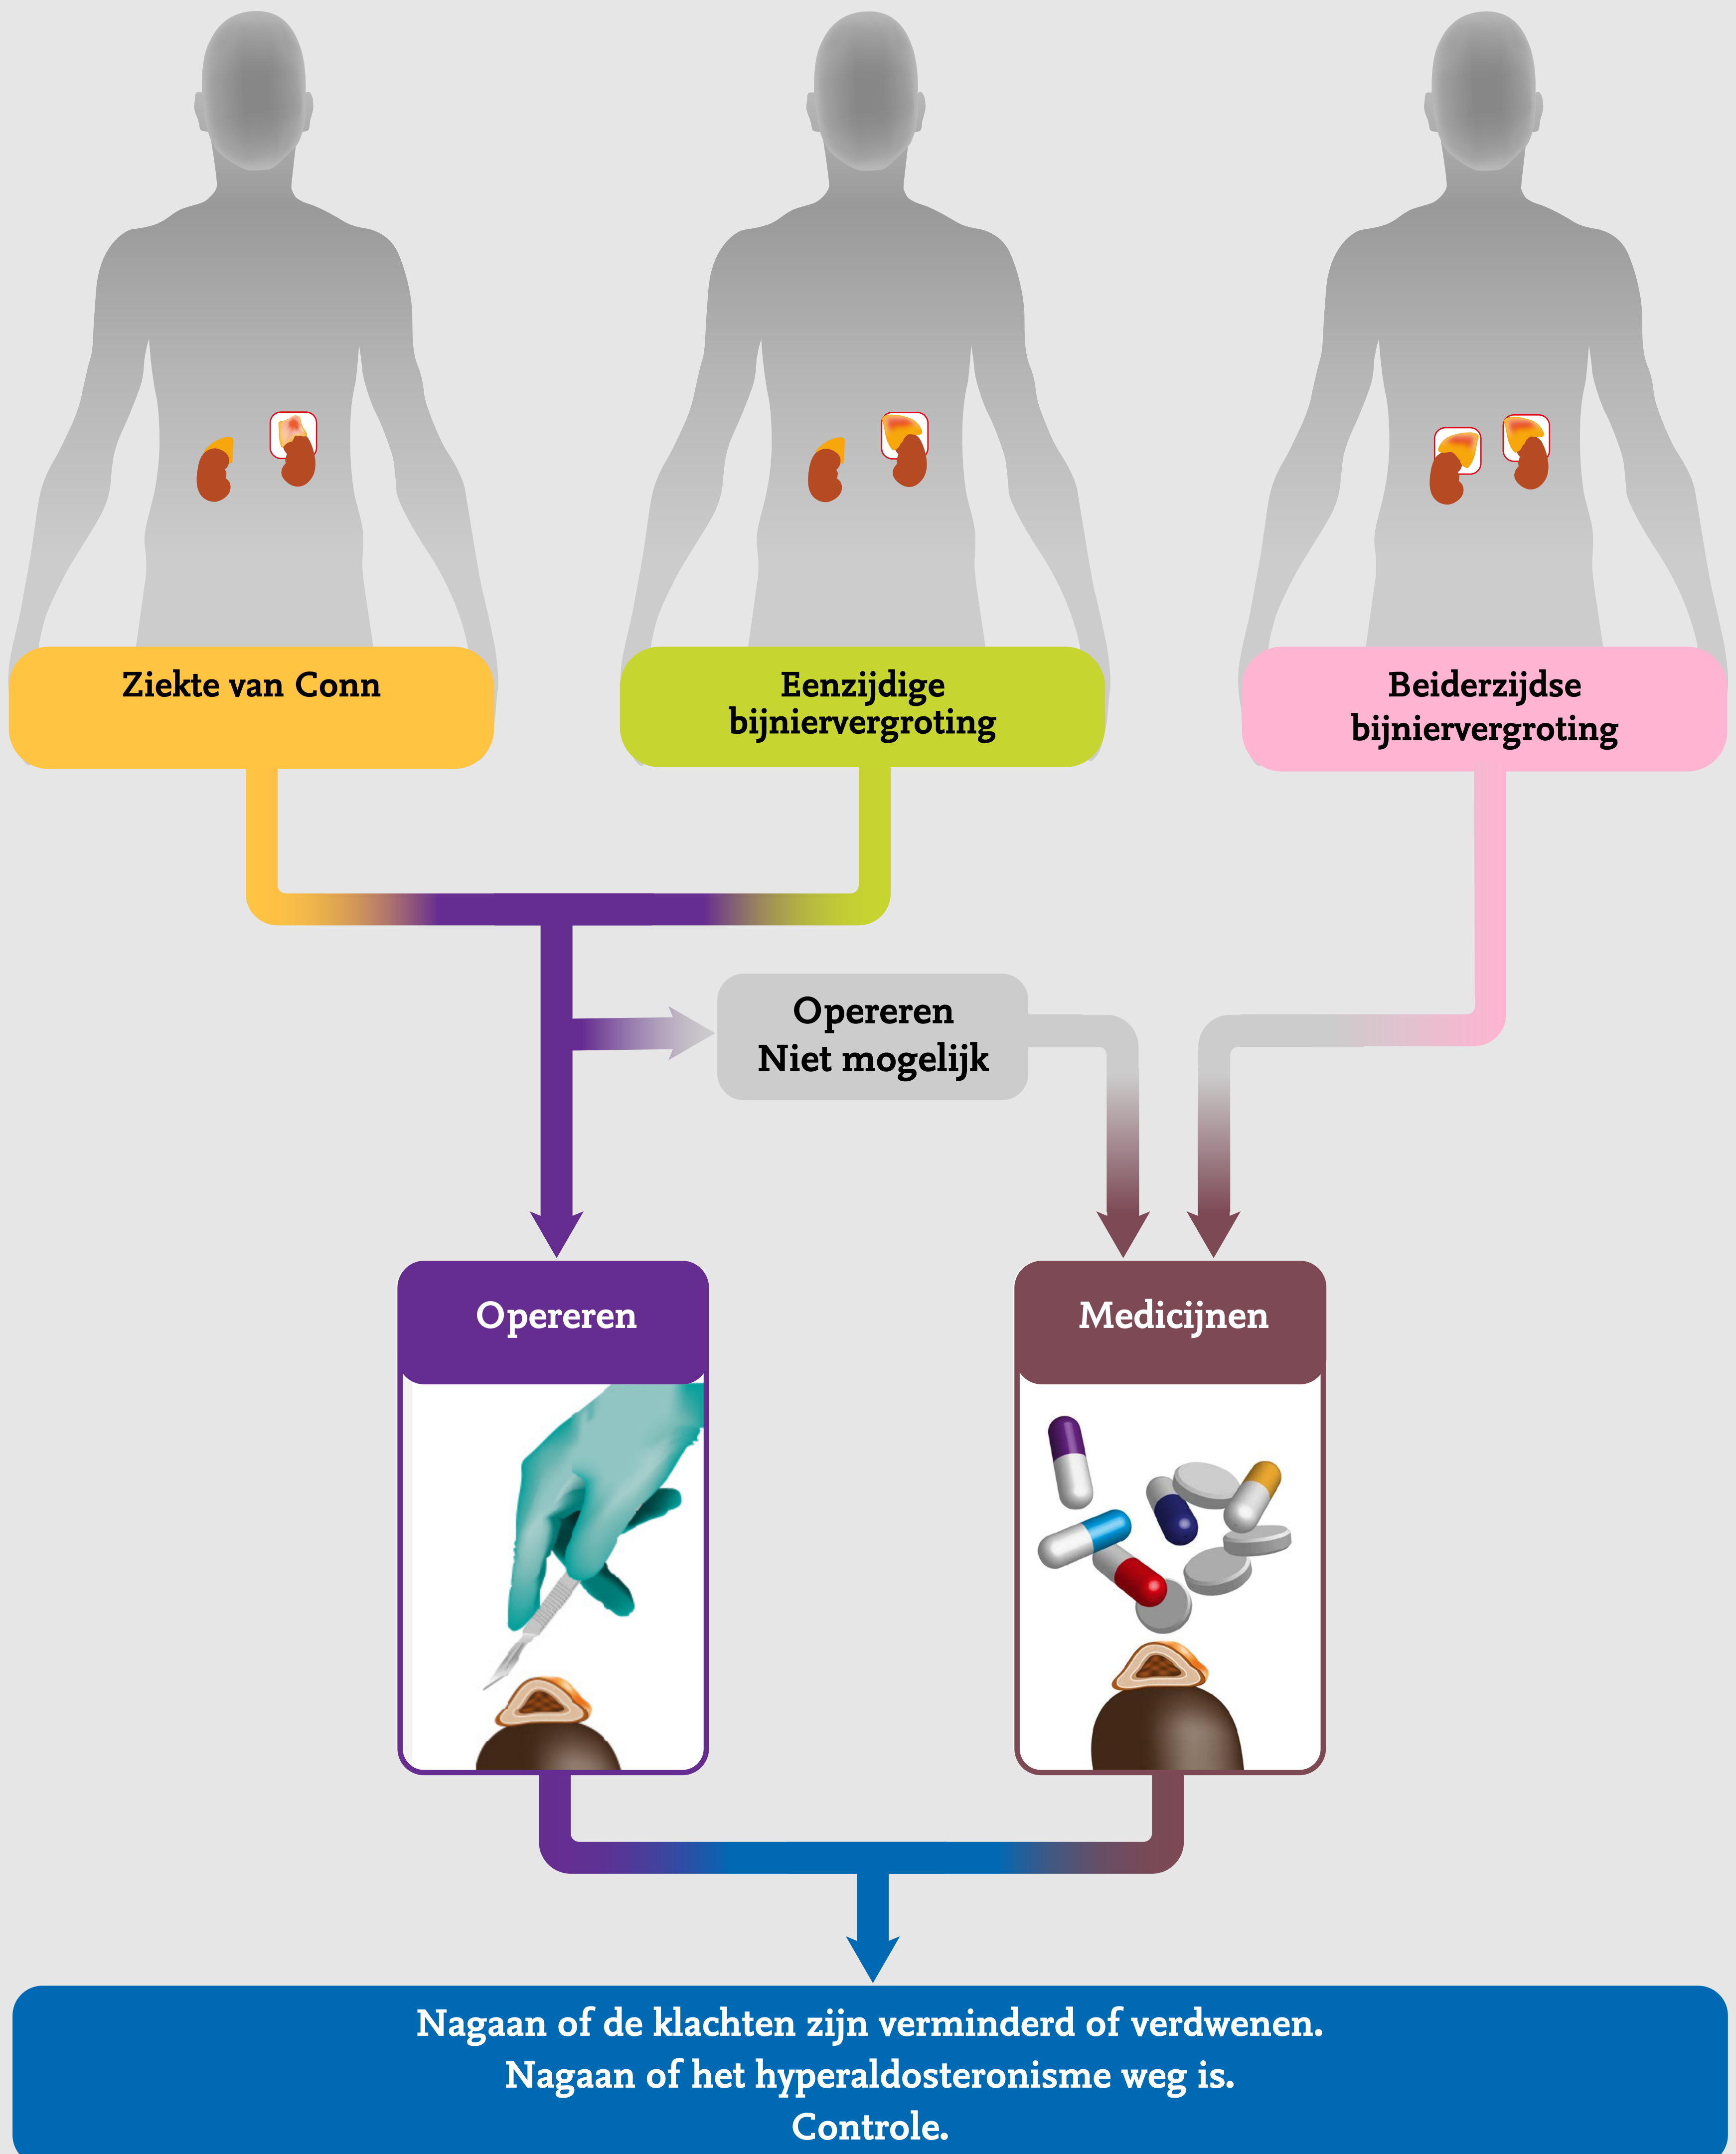 Ziekte van Conn
Eenzijdige
bijniervergroting
Beiderzijdse
bijniervergroting
Opereren
Niet mogelijk
Opereren
Medicijnen
Nagaan of de klachten zijn verminderd of verdwenen.
Nagaan of het hyperaldosteronisme weg is.
Controle.